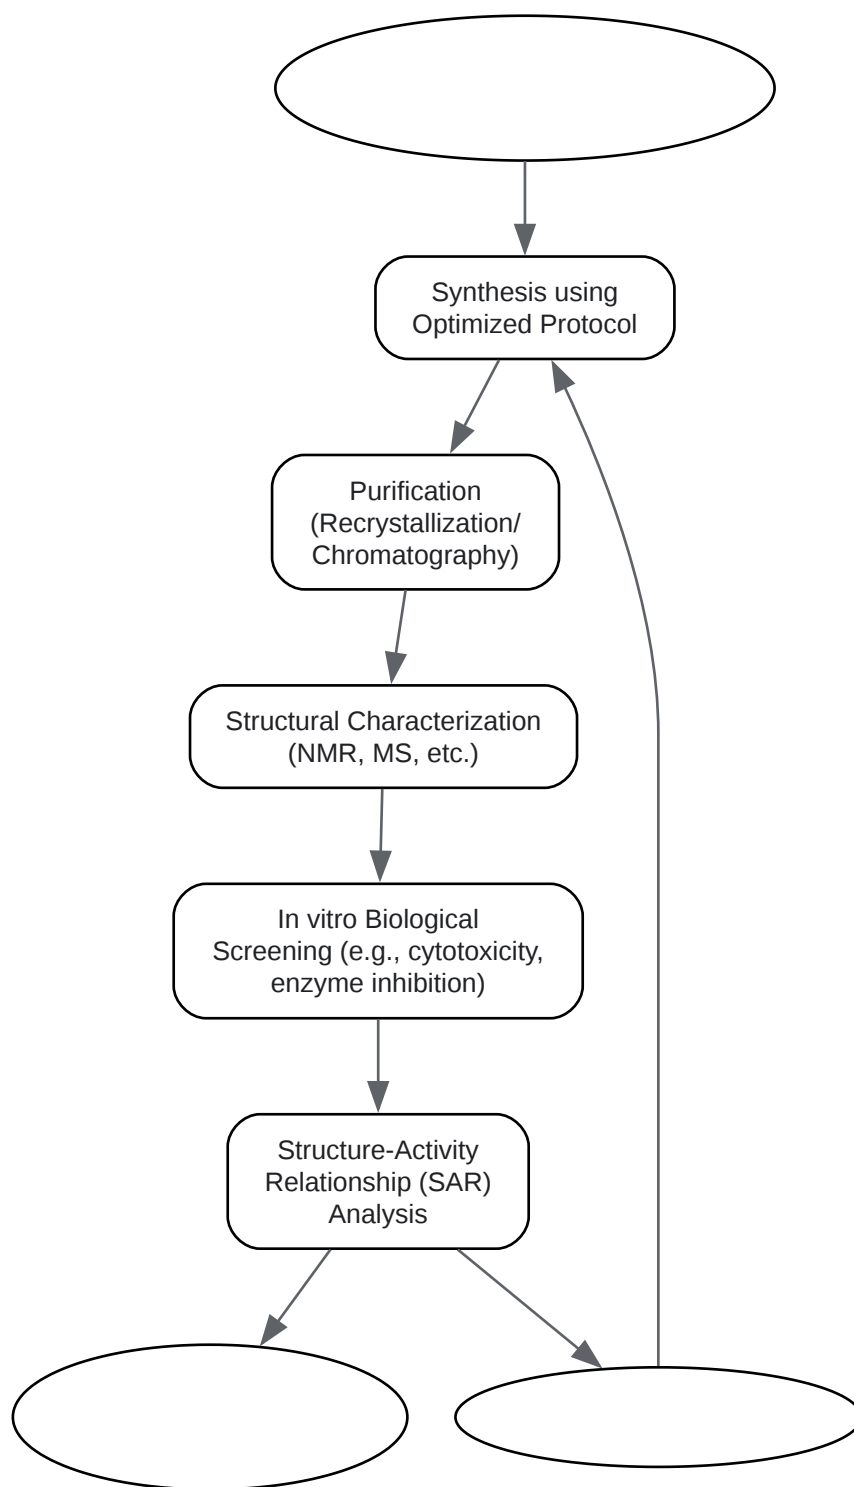 Synthesis using
Optimized Protocol
Purification
(Recrystallization/
Chromatography)
Structural Characterization
(NMR, MS, etc.)
In vitro Biological
Screening (e.g., cytotoxicity,
enzyme inhibition)
Structure-Activity
Relationship (SAR)
Analysis